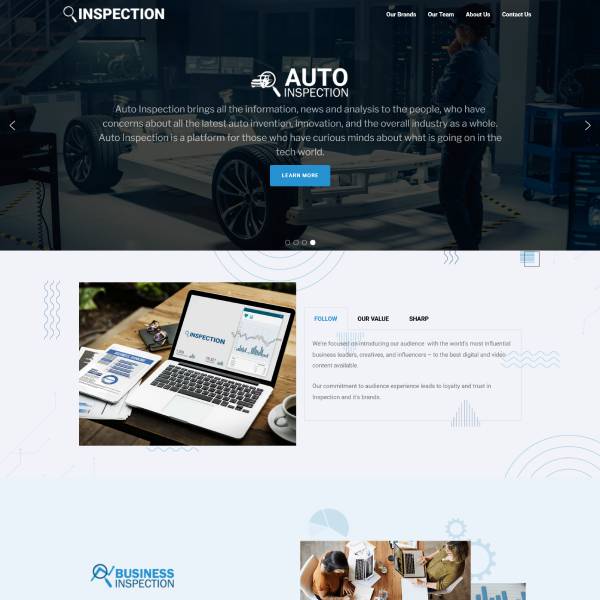 INSPECTION
Our Brands Our Team About Us Contact Us
AUTO
INSPECTION
Auto Inspection brings all the information, news and analysis to the people, who have
concerns about all the latest auto invention, innovation, and the overall industry as a whole.
Auto Inspection is a platform for those who have curious minds about what is going on in the
tech world.
LEARN MORE
FOLLOW OUR VALUE SHARP
INSPECTION
We're focused on introducing our audience with the world's most influential
business leaders, creatives, and influencers – to the best digital and video
content available.
Our commitment to audience experience leads to loyalty and trust in
Inspection and it's brands.
BUSINESS
INSPECTION